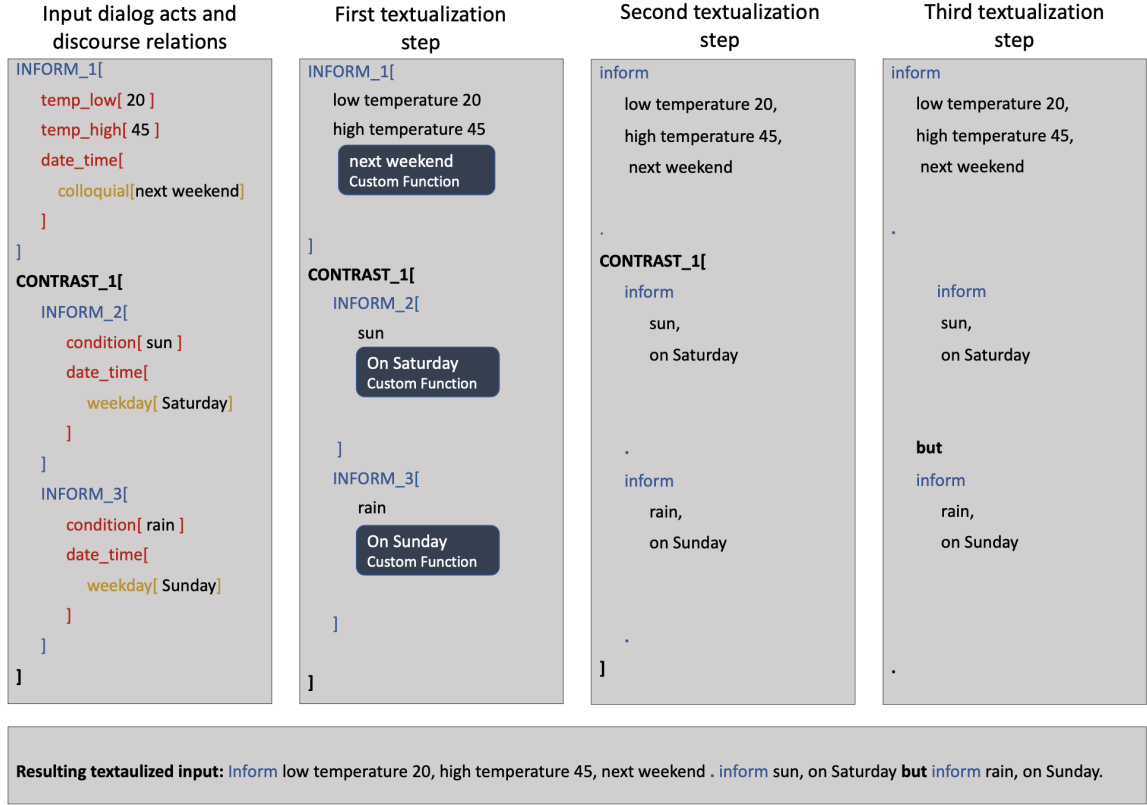 Input dialog acts and
discourse relations
INFORM_1[
temp_low[ 20 ]
temp_high[ 45 ]
date_time[
colloquial[next weekend]
]
]
CONTRAST_1[
INFORM_2[
condition[ sun ]
date_time[
weekday[ Saturday]
]
]
INFORM_3[
condition[ rain ]
date_time[
weekday[ Sunday]
]
]
]
First textualization
step
INFORM_1[
low temperature 20
high temperature 45
next weekend
Custom Function
]
CONTRAST_1[
INFORM_2[
sun
On Saturday
Custom Function
]
INFORM_3[
rain
On Sunday
Custom Function
]
]
Second textualization
step
inform
low temperature 20,
high temperature 45,
next weekend
.
CONTRAST_1[
inform
sun,
on Saturday
.
inform
rain,
on Sunday
.
]
Third textualization
step
inform
low temperature 20,
high temperature 45,
next weekend
.
inform
sun,
on Saturday
but
inform
rain,
on Sunday
.
Resulting textaulized input: Inform low temperature 20, high temperature 45, next weekend . inform sun, on Saturday but inform rain, on Sunday.